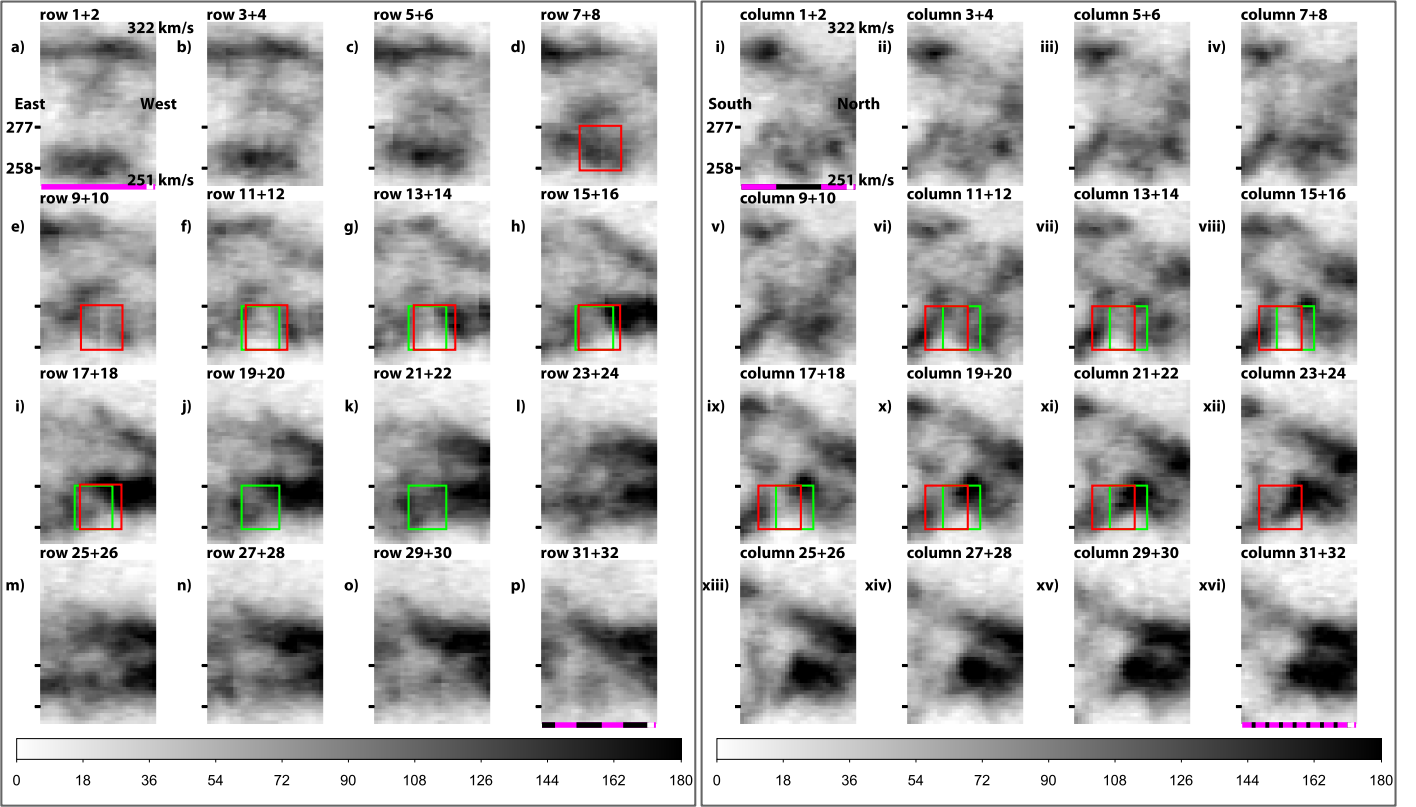 row 1+2 row 3+4 row 5+6 row 7+8
322 km/s
a) b) c) d)
East West
277
258
251 km/s
row 9+10 row 11+12 row 13+14 row 15+16
e) f) g) h)
row 17+18 row 19+20 row 21+22 row 23+24
i) j) k) l)
row 25+26 row 27+28 row 29+30 row 31+32
m) n) o) p)
0 18 36 54 72 90 108 126 144 162 180
column 1+2 column 3+4 column 5+6 column 7+8
322 km/s
i) ii) iii) iv)
South North
277
258
251 km/s
column 9+10 column 11+12 column 13+14 column 15+16
v) vi) vii) viii)
column 17+18 column 19+20 column 21+22 column 23+24
ix) x) xi) xii)
column 25+26 column 27+28 column 29+30 column 31+32
xiii) xiv) xv) xvi)
0 18 36 54 72 90 108 126 144 162 180